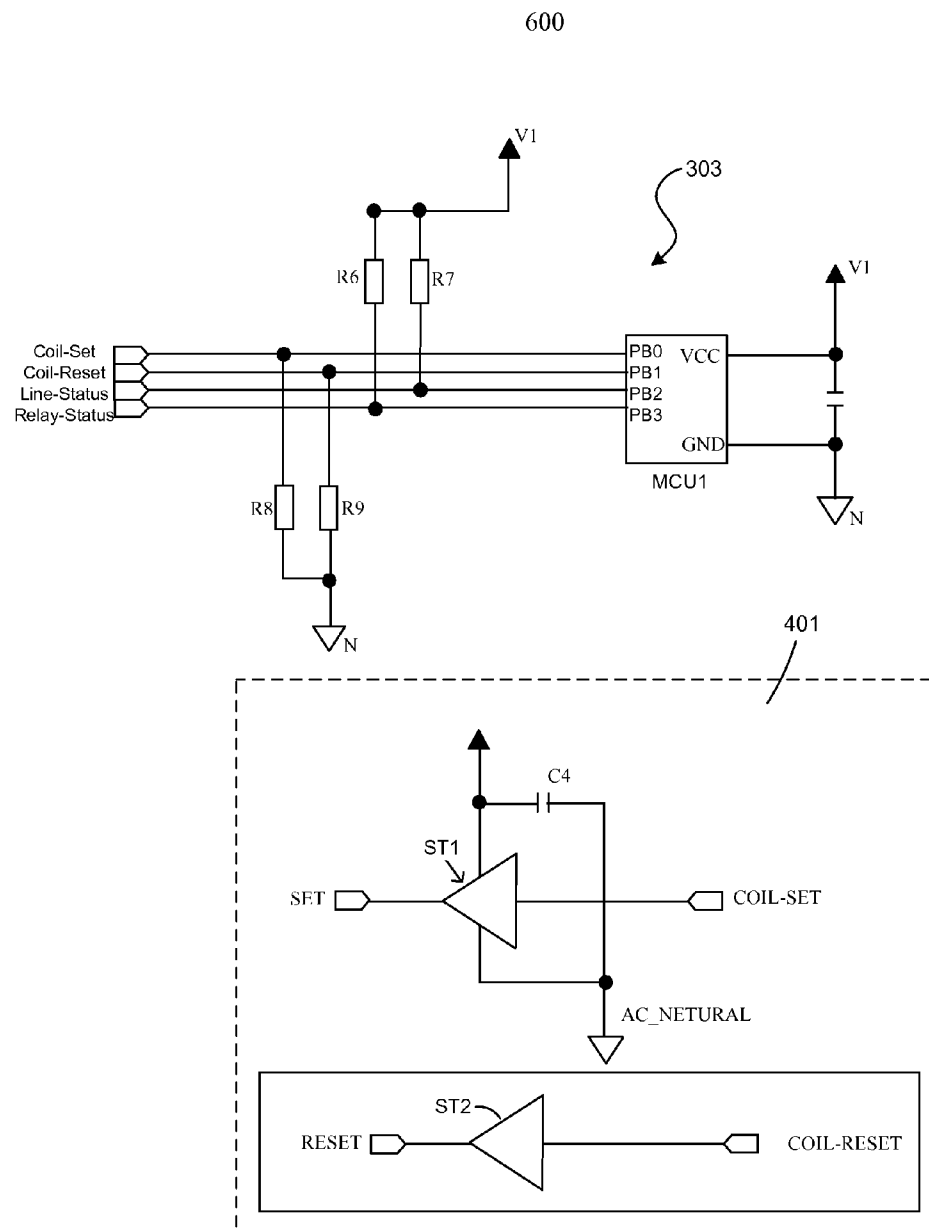 600
V1
303
R6
R7
V1
Coil-Set
Coil-Reset
Line-Status
Relay-Status
PB0
PB1
PB2
PB3
VCC
GND
MCU1
R8
R9
N
N
401
C4
ST1
SET
COIL-SET
AC_NETURAL
ST2
RESET
COIL-RESET